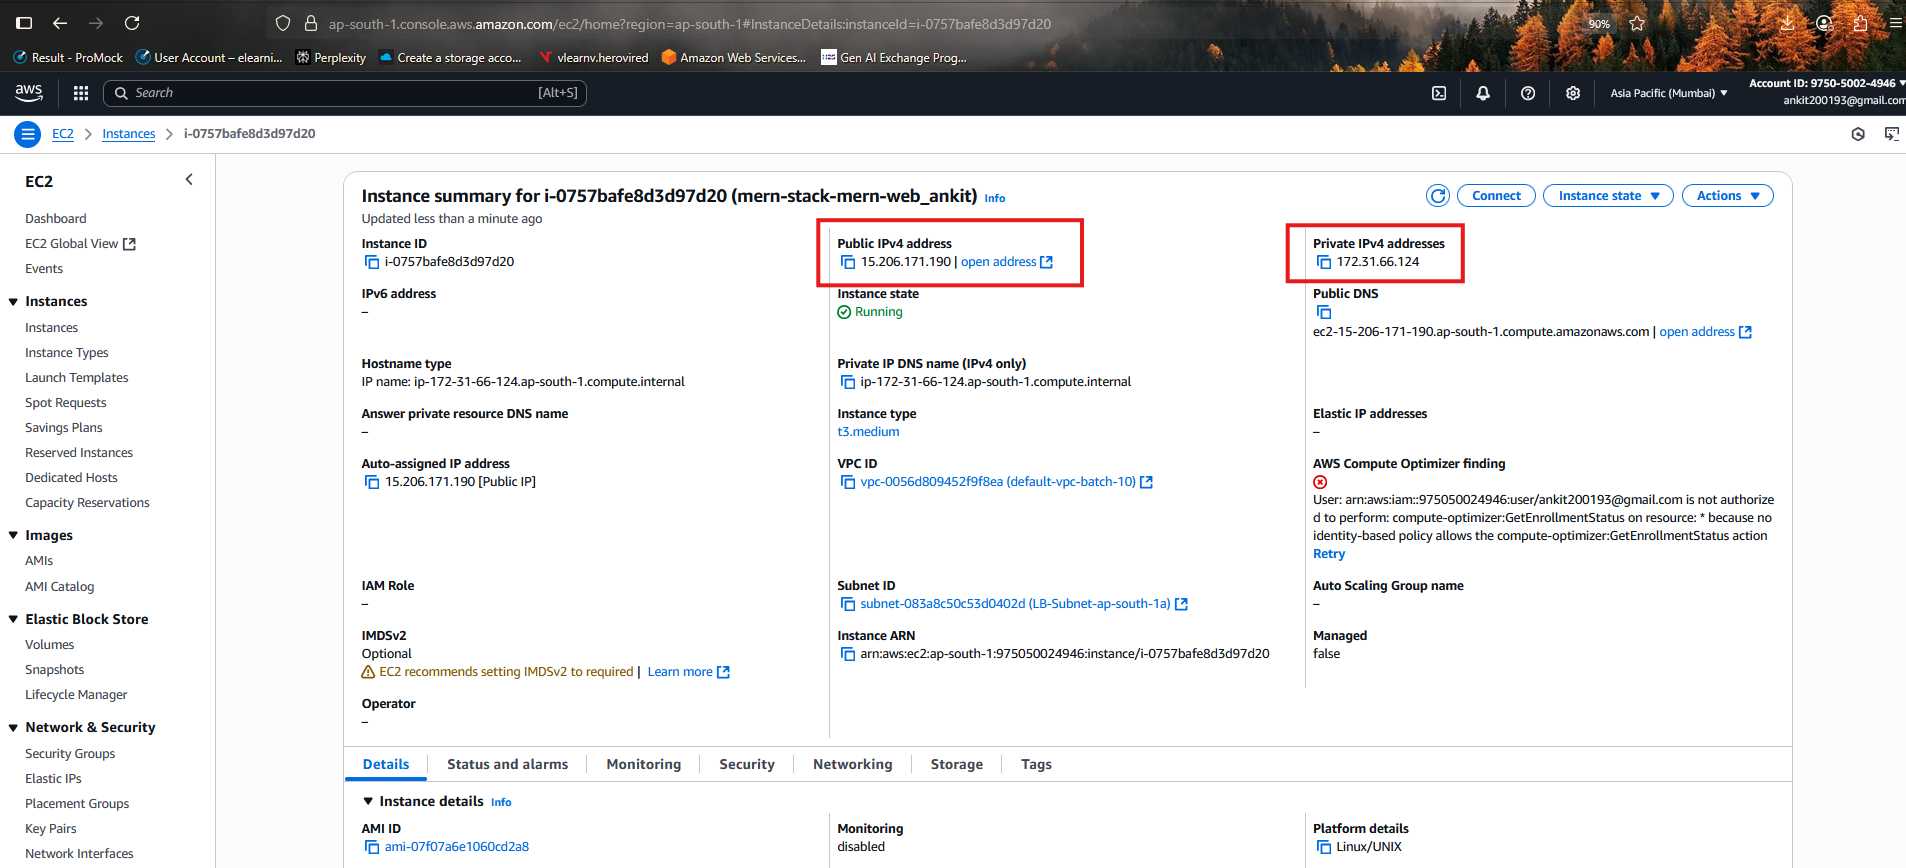 ap-south-1.console.aws.amazon.com/ec2/home?region=ap-south-1#InstanceDetails:instanceId=i-0757bafe8d3d97d20
90%
Result - ProMock
User Account – elearni...
Perplexity
Create a storage acco...
vlearnv.herovired
Amazon Web Services...
Gen AI Exchange Prog...
aws
Search
[Alt+S]
Asia Pacific (Mumbai)
Account ID: 9750-5002-4946
ankit200193@gmail.com
EC2
Instances
i-0757bafe8d3d97d20
EC2
Dashboard
EC2 Global View
Events
Instances
Instances
Instance Types
Launch Templates
Spot Requests
Savings Plans
Reserved Instances
Dedicated Hosts
Capacity Reservations
Images
AMIs
AMI Catalog
Elastic Block Store
Volumes
Snapshots
Lifecycle Manager
Network & Security
Security Groups
Elastic IPs
Placement Groups
Key Pairs
Network Interfaces
Instance summary for i-0757bafe8d3d97d20 (mern-stack-mern-web_ankit) Info
Updated less than a minute ago
Connect
Instance state
Actions
Instance ID
i-0757bafe8d3d97d20
Public IPv4 address
15.206.171.190 | open address
Private IPv4 addresses
172.31.66.124
IPv6 address
–
Instance state
Running
Public DNS
ec2-15-206-171-190.ap-south-1.compute.amazonaws.com | open address
Hostname type
IP name: ip-172-31-66-124.ap-south-1.compute.internal
Private IP DNS name (IPv4 only)
ip-172-31-66-124.ap-south-1.compute.internal
Answer private resource DNS name
–
Instance type
t3.medium
Elastic IP addresses
–
Auto-assigned IP address
15.206.171.190 [Public IP]
VPC ID
vpc-0056d809452f9f8ea (default-vpc-batch-10)
AWS Compute Optimizer finding
User: arn:aws:iam::975050024946:user/ankit200193@gmail.com is not authorize
d to perform: compute-optimizer:GetEnrollmentStatus on resource: * because no
identity-based policy allows the compute-optimizer:GetEnrollmentStatus action
Retry
IAM Role
–
Subnet ID
subnet-083a8c50c53d0402d (LB-Subnet-ap-south-1a)
Auto Scaling Group name
–
IMDSv2
Optional
EC2 recommends setting IMDSv2 to required | Learn more
Instance ARN
arn:aws:ec2:ap-south-1:975050024946:instance/i-0757bafe8d3d97d20
Managed
false
Operator
–
Details
Status and alarms
Monitoring
Security
Networking
Storage
Tags
Instance details Info
AMI ID
ami-07f07a6e1060cd2a8
Monitoring
disabled
Platform details
Linux/UNIX